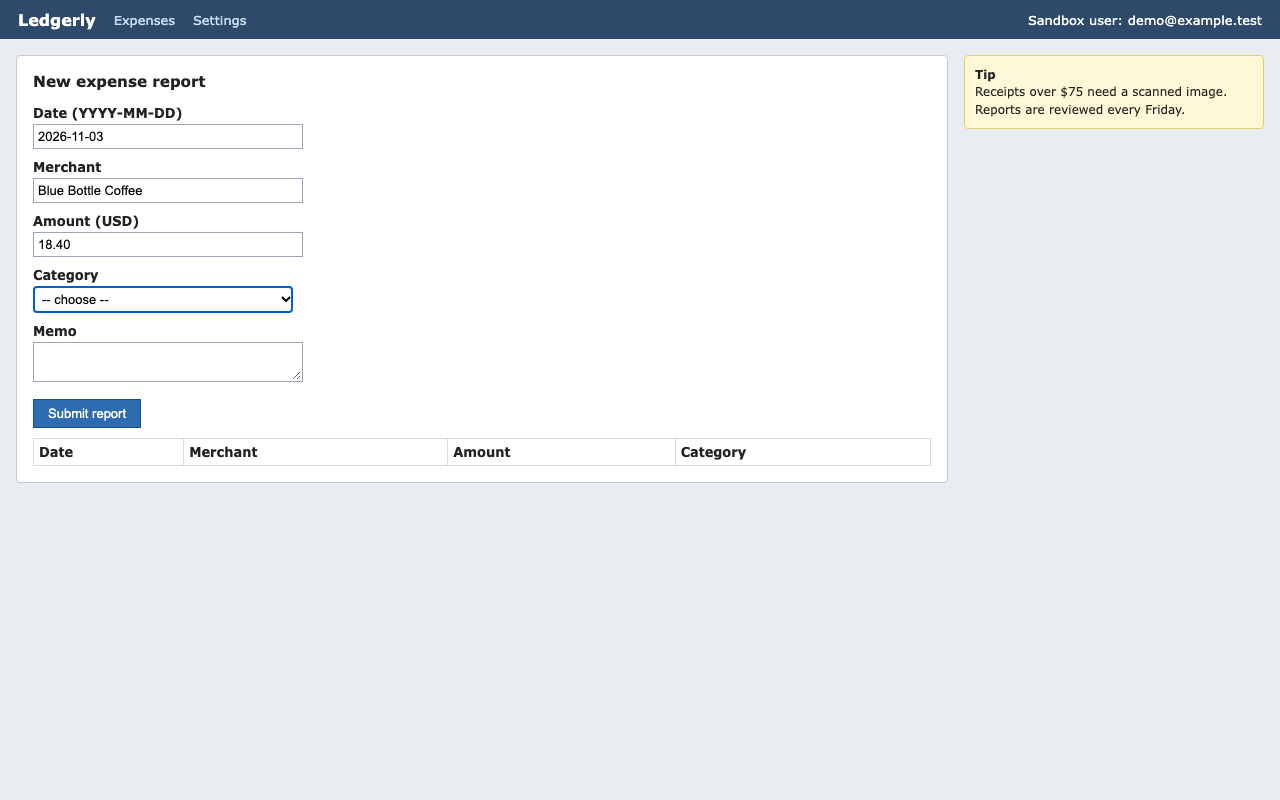 Ledgerly Expenses Settings Sandbox user: demo@example.test
New expense report
Date (YYYY-MM-DD)
2026-11-03
Merchant
Blue Bottle Coffee
Amount (USD)
18.40
Category
-- choose --
Memo
Submit report
Date Merchant Amount Category
Tip
Receipts over $75 need a scanned image.
Reports are reviewed every Friday.